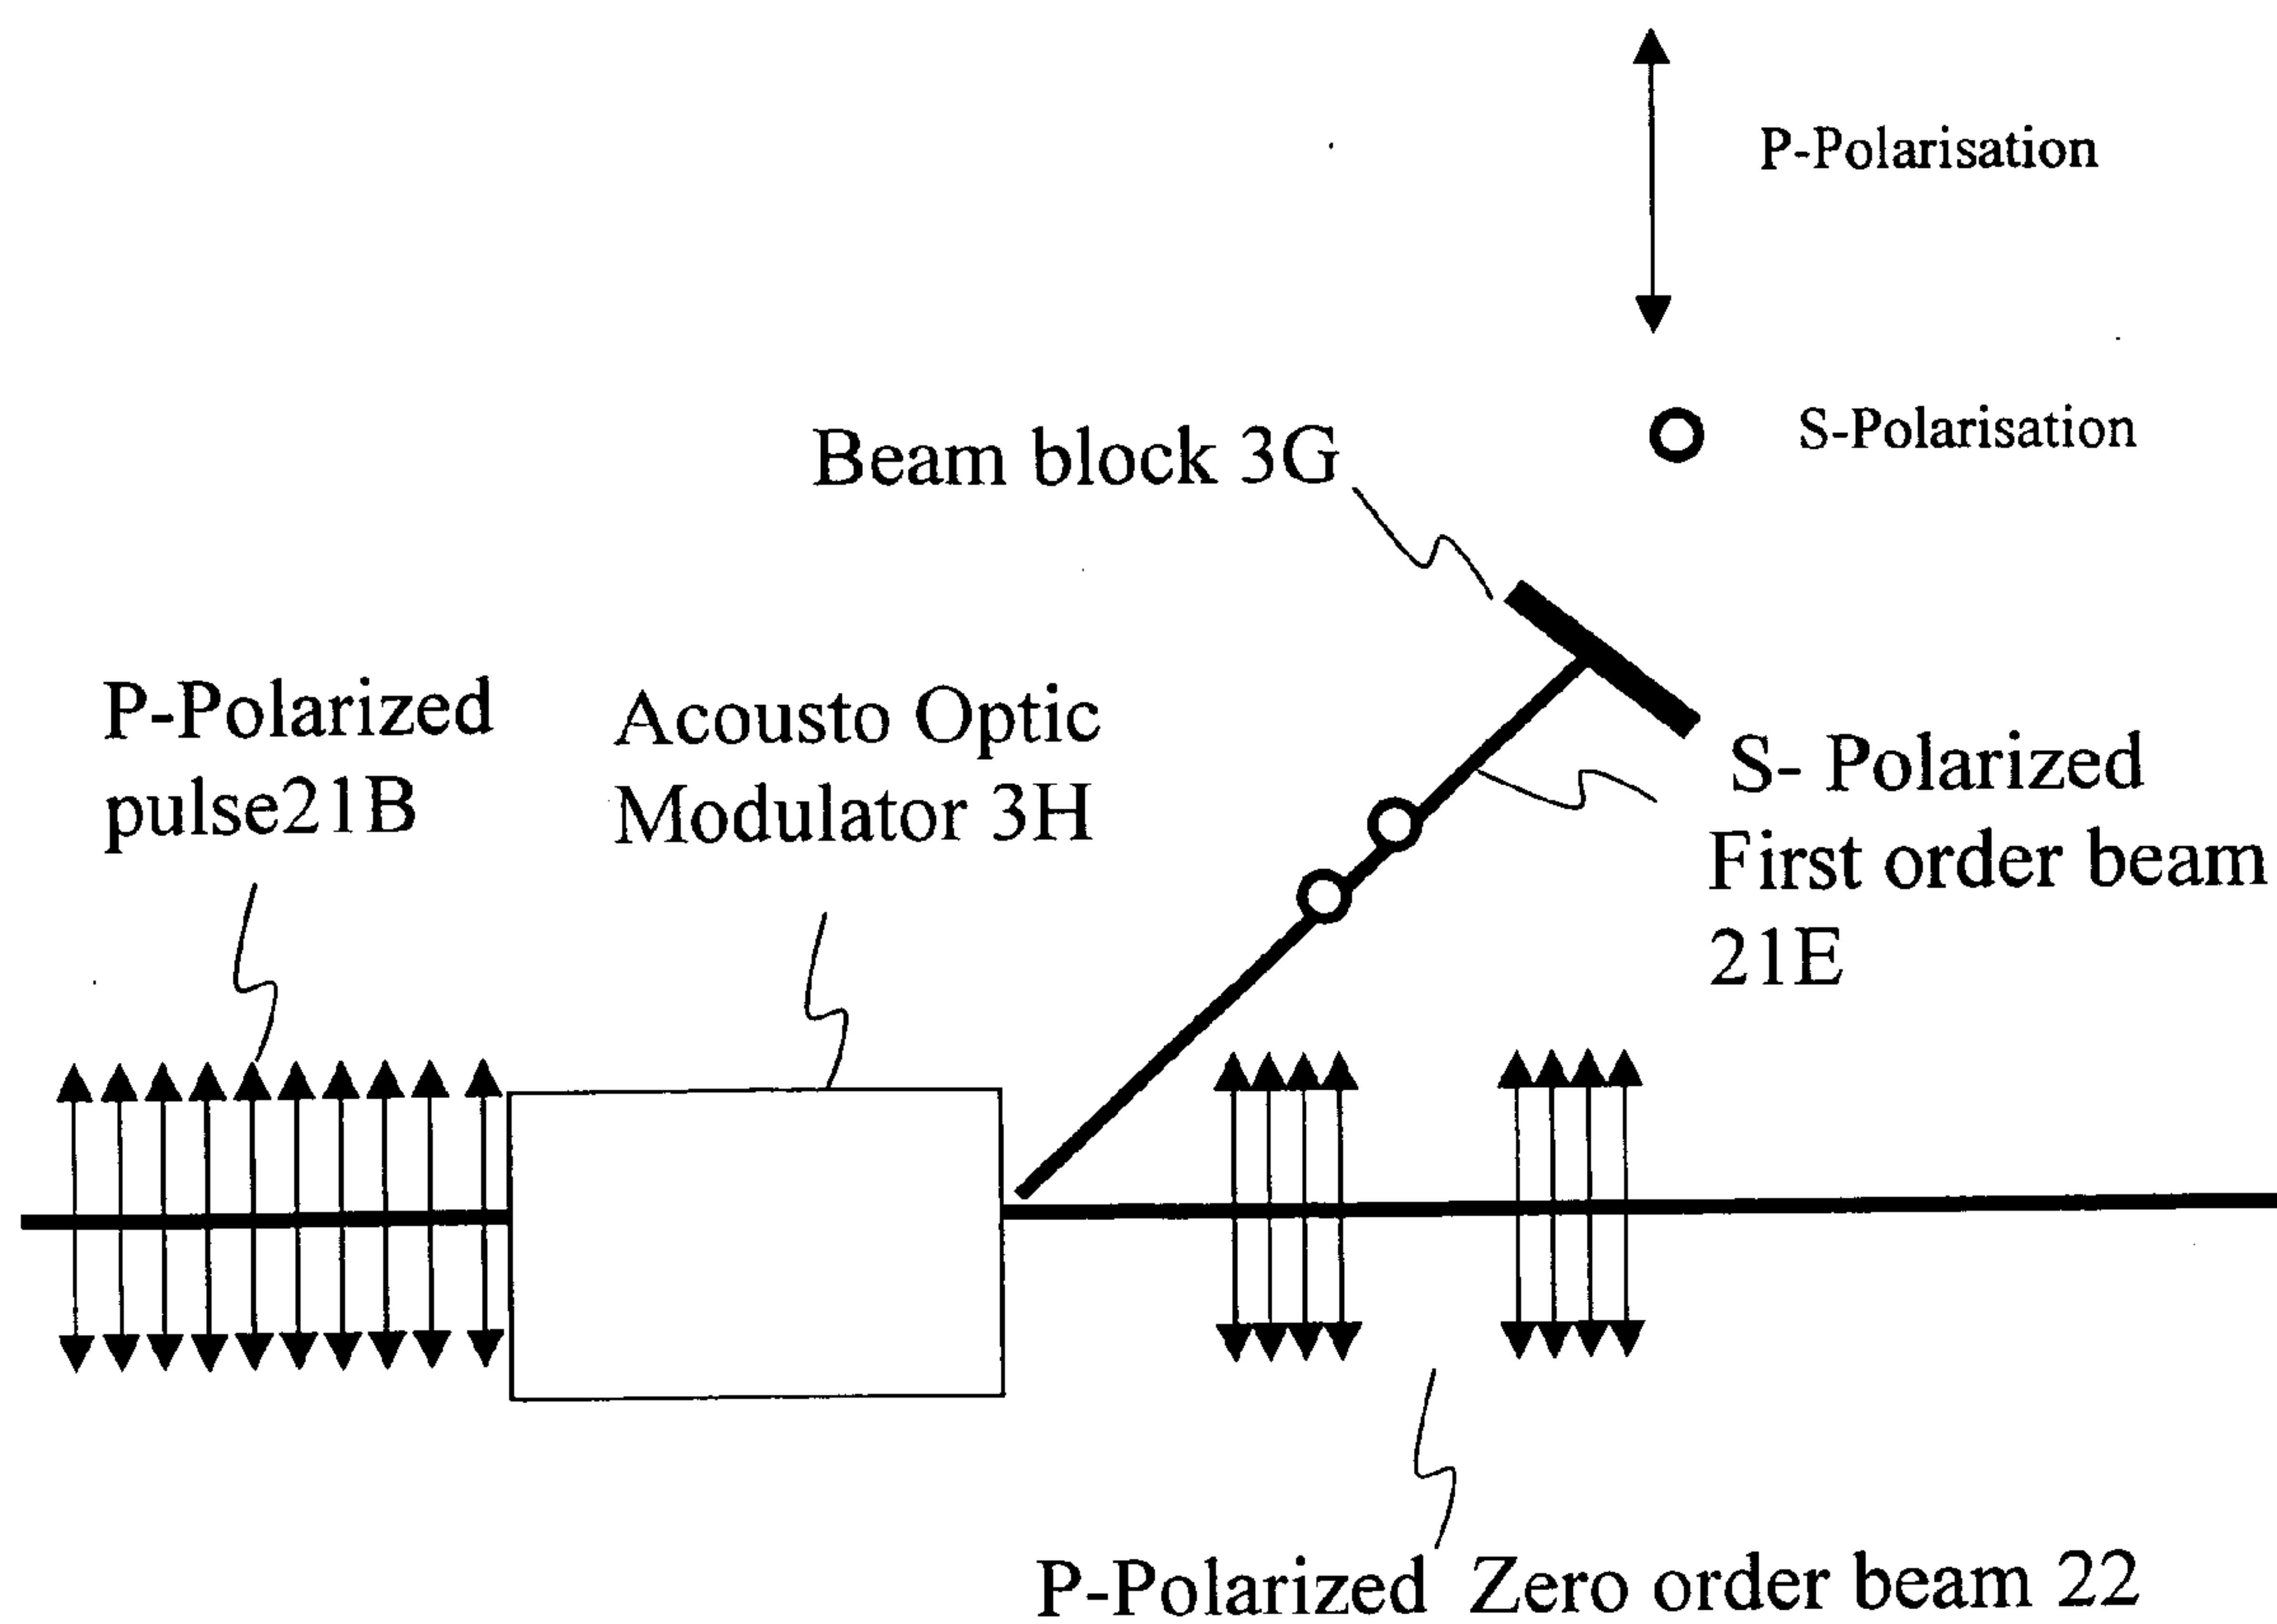 P-Polarisation
S-Polarisation
Beam block 3G
P-Polarized
pulse21B
Acousto Optic
Modulator 3H
S- Polarized
First order beam
21E
P-Polarized Zero order beam 22